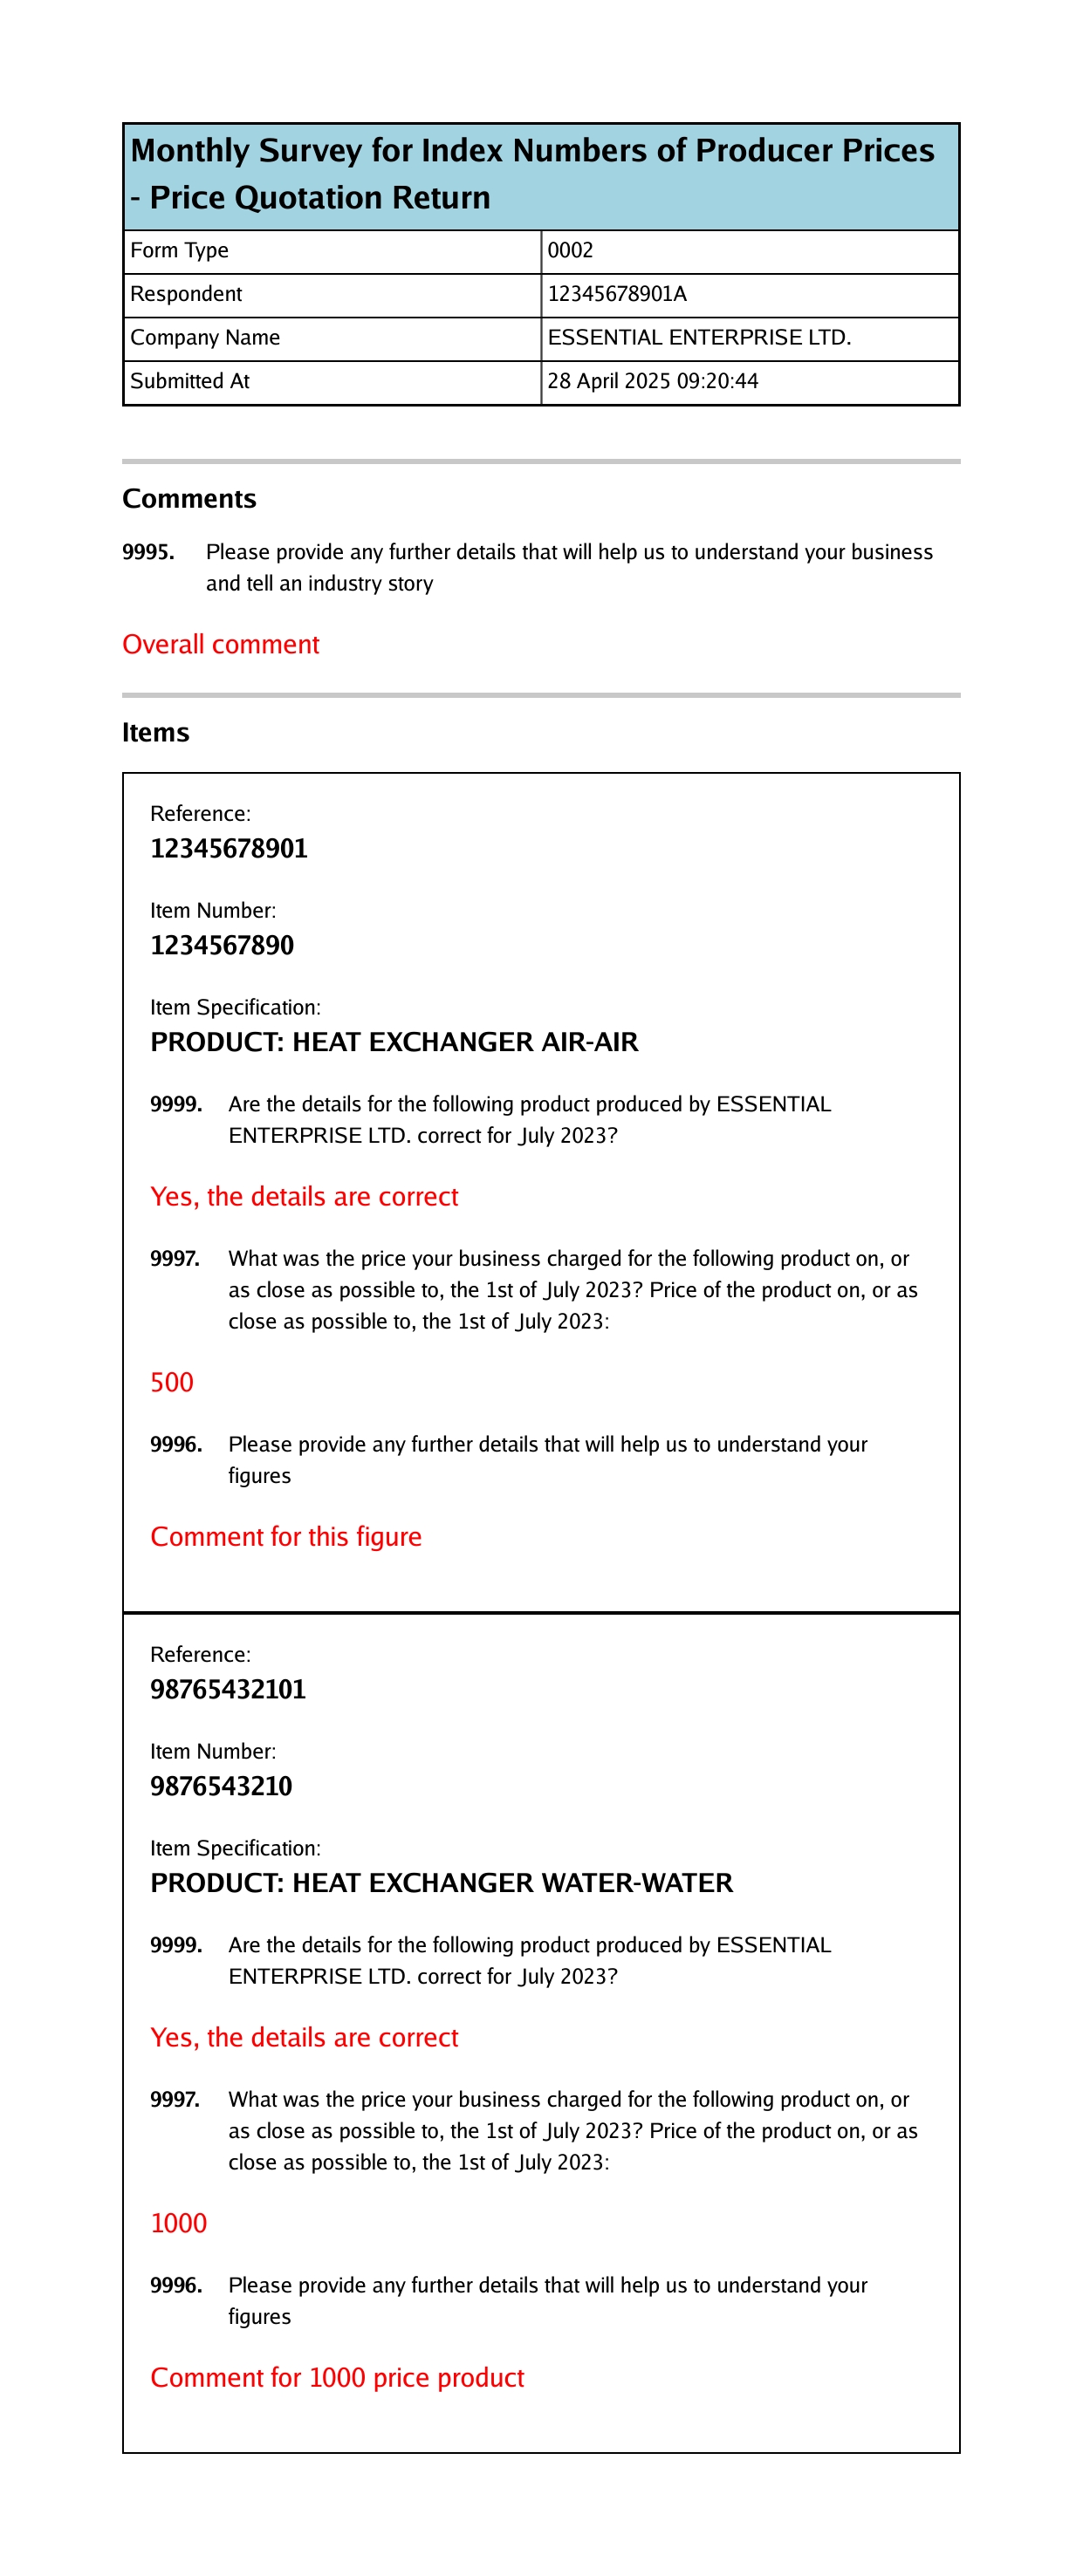 Monthly Survey for Index Numbers of Producer Prices
- Price Quotation Return
Form Type 0002
Respondent 12345678901A
Company Name ESSENTIAL ENTERPRISE LTD.
Submitted At 28 April 2025 09:20:44
Comments
9995. Please provide any further details that will help us to understand your business
and tell an industry story
Overall comment
Items
Reference:
12345678901
Item Number:
1234567890
Item Specification:
PRODUCT: HEAT EXCHANGER AIR-AIR
9999. Are the details for the following product produced by ESSENTIAL
ENTERPRISE LTD. correct for July 2023?
Yes, the details are correct
9997. What was the price your business charged for the following product on, or
as close as possible to, the 1st of July 2023? Price of the product on, or as
close as possible to, the 1st of July 2023:
500
9996. Please provide any further details that will help us to understand your
figures
Comment for this figure
Reference:
98765432101
Item Number:
9876543210
Item Specification:
PRODUCT: HEAT EXCHANGER WATER-WATER
9999. Are the details for the following product produced by ESSENTIAL
ENTERPRISE LTD. correct for July 2023?
Yes, the details are correct
9997. What was the price your business charged for the following product on, or
as close as possible to, the 1st of July 2023? Price of the product on, or as
close as possible to, the 1st of July 2023:
1000
9996. Please provide any further details that will help us to understand your
figures
Comment for 1000 price product